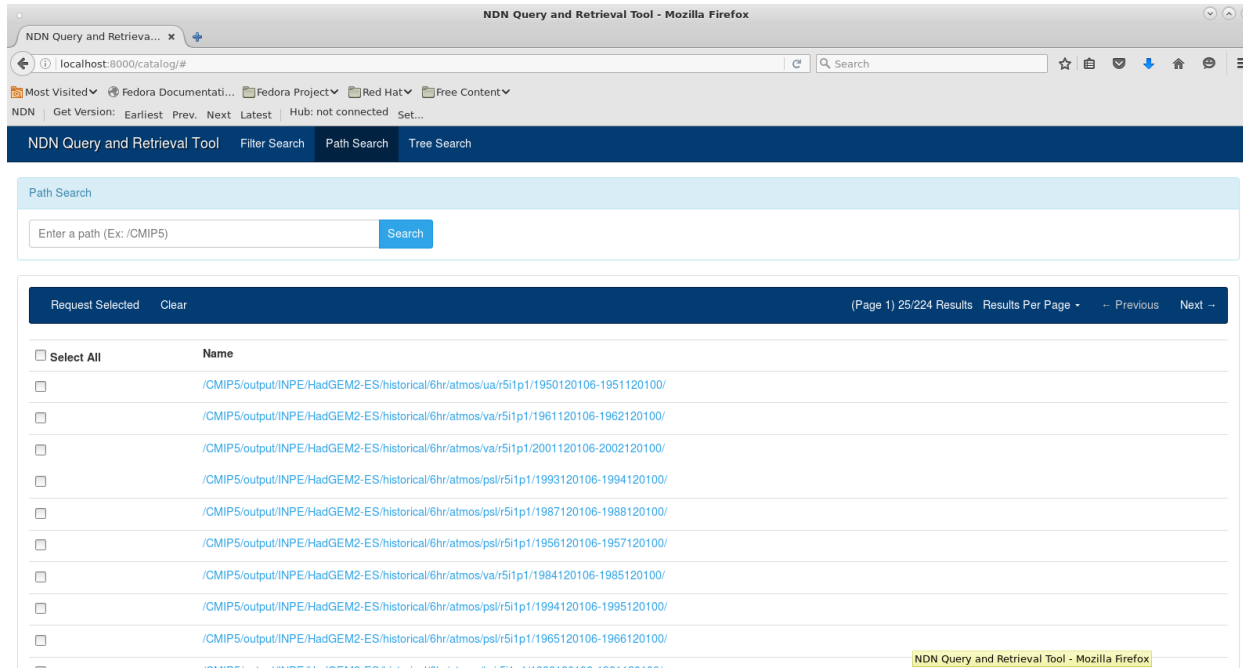 NDN Query and Retrieval Tool - Mozilla Firefox
NDN Query and Retrieva... ×
localhost:8000/catalog/# Search
Most Visited Fedora Documentati... Fedora Project Red Hat Free Content
NDN Get Version: Earliest Prev. Next Latest Hub: not connected Set...
NDN Query and Retrieval Tool Filter Search Path Search Tree Search
Path Search
Enter a path (Ex: /CMIP5) Search
Request Selected Clear (Page 1) 25/224 Results Results Per Page ← Previous Next →
Select All Name
/CMIP5/output/INPE/HadGEM2-ES/historical/6hr/atmos/ua/r5i1p1/1950120106-1951120100/
/CMIP5/output/INPE/HadGEM2-ES/historical/6hr/atmos/va/r5i1p1/1961120106-1962120100/
/CMIP5/output/INPE/HadGEM2-ES/historical/6hr/atmos/va/r5i1p1/2001120106-2002120100/
/CMIP5/output/INPE/HadGEM2-ES/historical/6hr/atmos/psl/r5i1p1/1993120106-1994120100/
/CMIP5/output/INPE/HadGEM2-ES/historical/6hr/atmos/psl/r5i1p1/1987120106-1988120100/
/CMIP5/output/INPE/HadGEM2-ES/historical/6hr/atmos/psl/r5i1p1/1956120106-1957120100/
/CMIP5/output/INPE/HadGEM2-ES/historical/6hr/atmos/va/r5i1p1/1984120106-1985120100/
/CMIP5/output/INPE/HadGEM2-ES/historical/6hr/atmos/psl/r5i1p1/1994120106-1995120100/
/CMIP5/output/INPE/HadGEM2-ES/historical/6hr/atmos/psl/r5i1p1/1965120106-1966120100/
NDN Query and Retrieval Tool - Mozilla Firefox